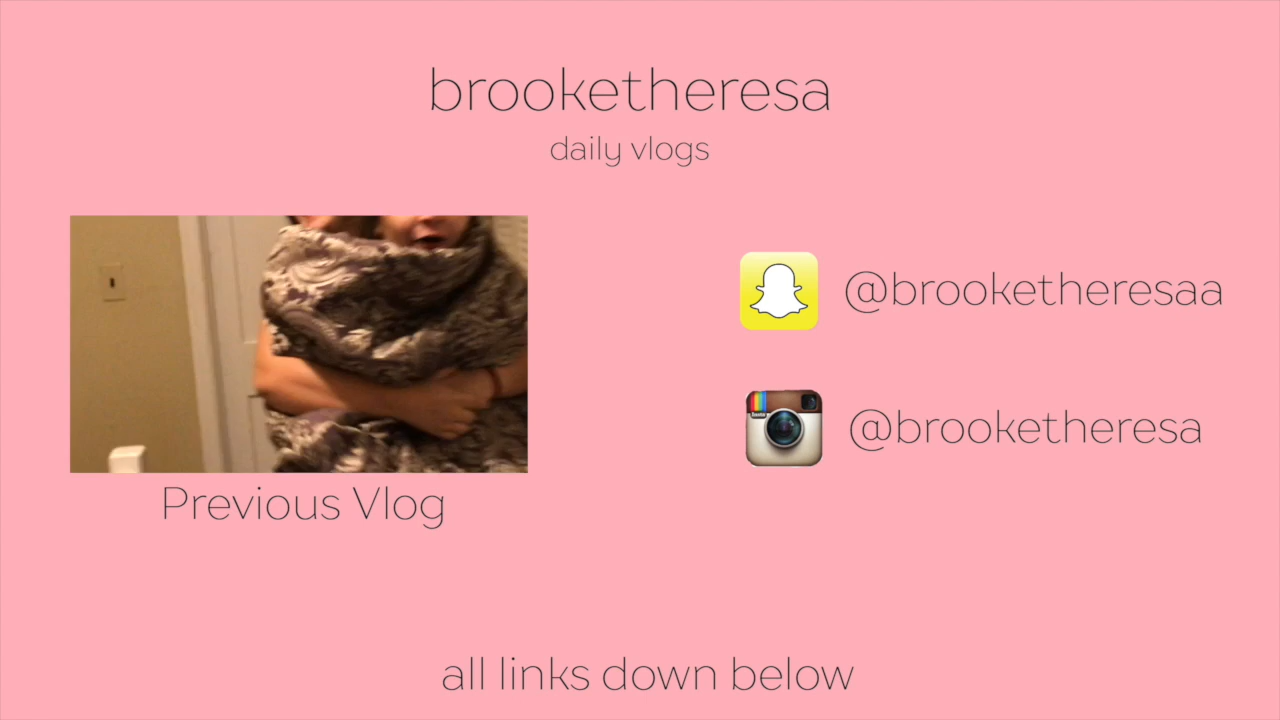 brooketheresa
daily vlogs
@brooketheresaa
@brooketheresa
Previous Vlog
all links down below